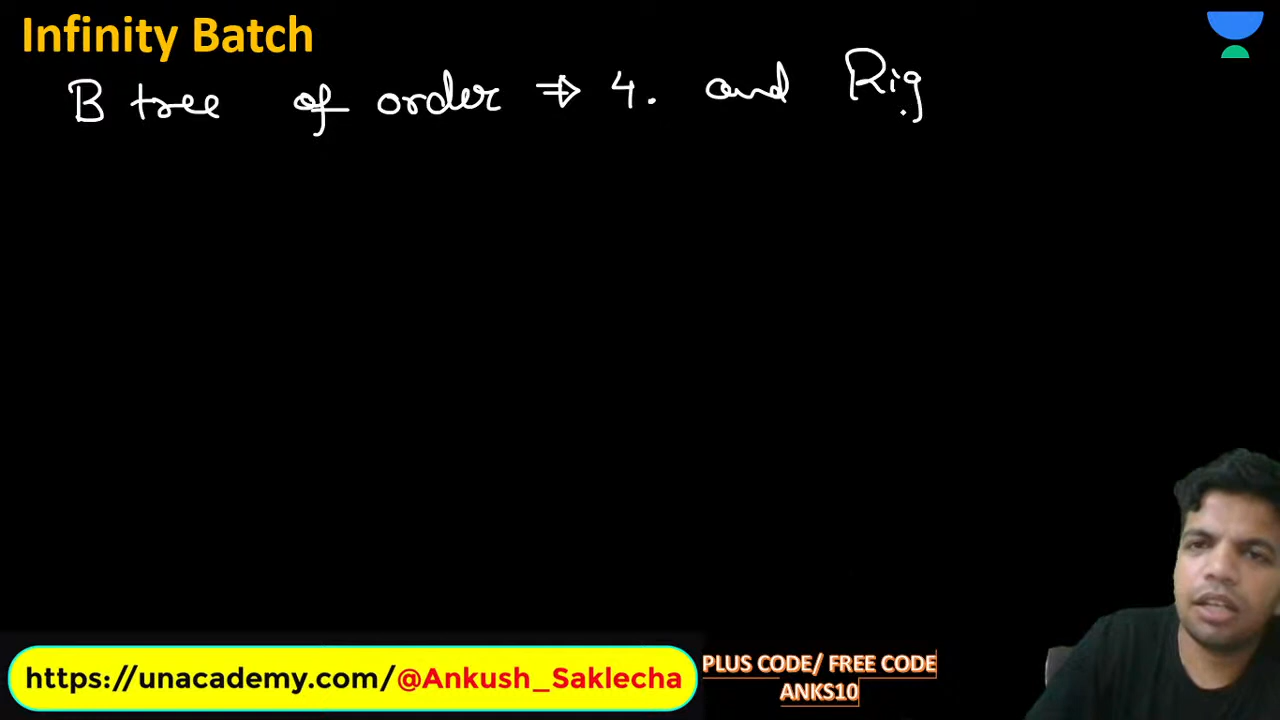 Infinity Batch
B tree of order ⇒ 4. and Rig
https://unacademy.com/@Ankush_Saklecha
PLUS CODE/ FREE CODE
ANKS10